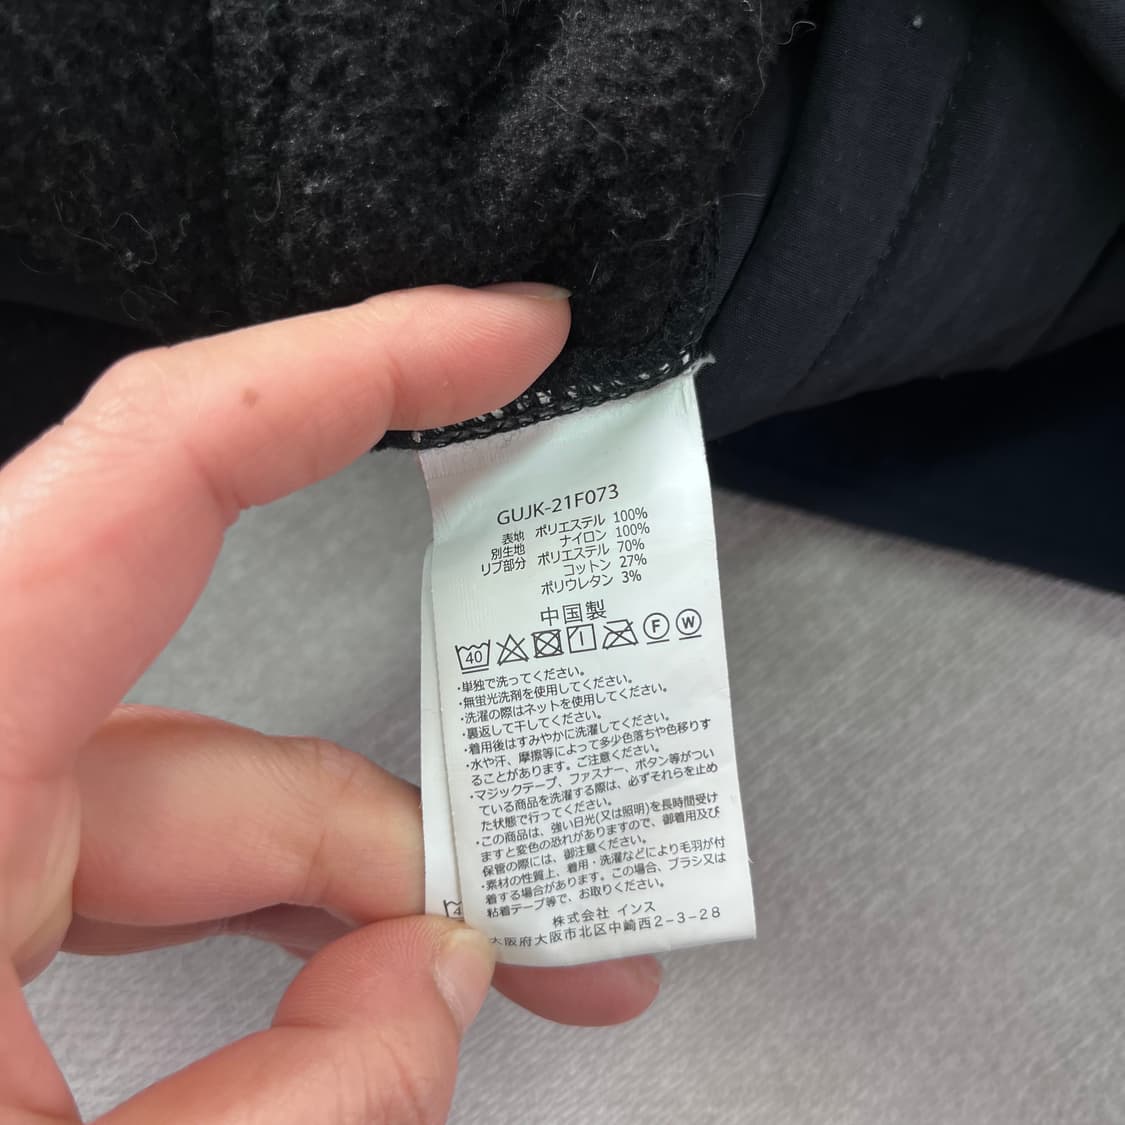 GUJK-21F073
表地 ポリエステル 100%
別生地 ナイロン 100%
リブ部分 ポリエステル 70%
コットン 27%
ポリウレタン 3%
中国製
40 F W
・単独で洗ってください。
・無蛍光洗剤を使用してください。
・洗濯の際はネットを使用してください。
・裏返して干してください。
・着用後はすみやかに洗濯してください。
・水や汗、摩擦等によって多少色落ちや色移りす
ることがあります。ご注意ください。
・マジックテープ、ファスナー、ボタン等がつい
ている商品を洗濯する際は、必ずそれらを止め
た状態で行ってください。
・この商品は、強い日光(又は照明)を長時間受け
ますと変色の恐れがありますので、御着用及び
保管の際には、御注意ください。
・素材の性質上、着用・洗濯などにより毛羽が付
着する場合があります。この場合、ブラシ又は
粘着テープ等で、お取りください。
株式会社 インス
大阪府大阪市北区中崎西2-3-28